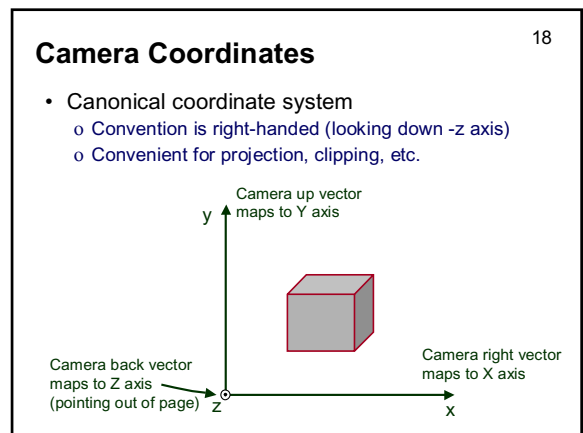 18
Camera Coordinates
• Canonical coordinate system
o Convention is right-handed (looking down -z axis)
o Convenient for projection, clipping, etc.
Camera up vector
maps to Y axis
y
Camera back vector
maps to Z axis
(pointing out of page)
z
Camera right vector
maps to X axis
x